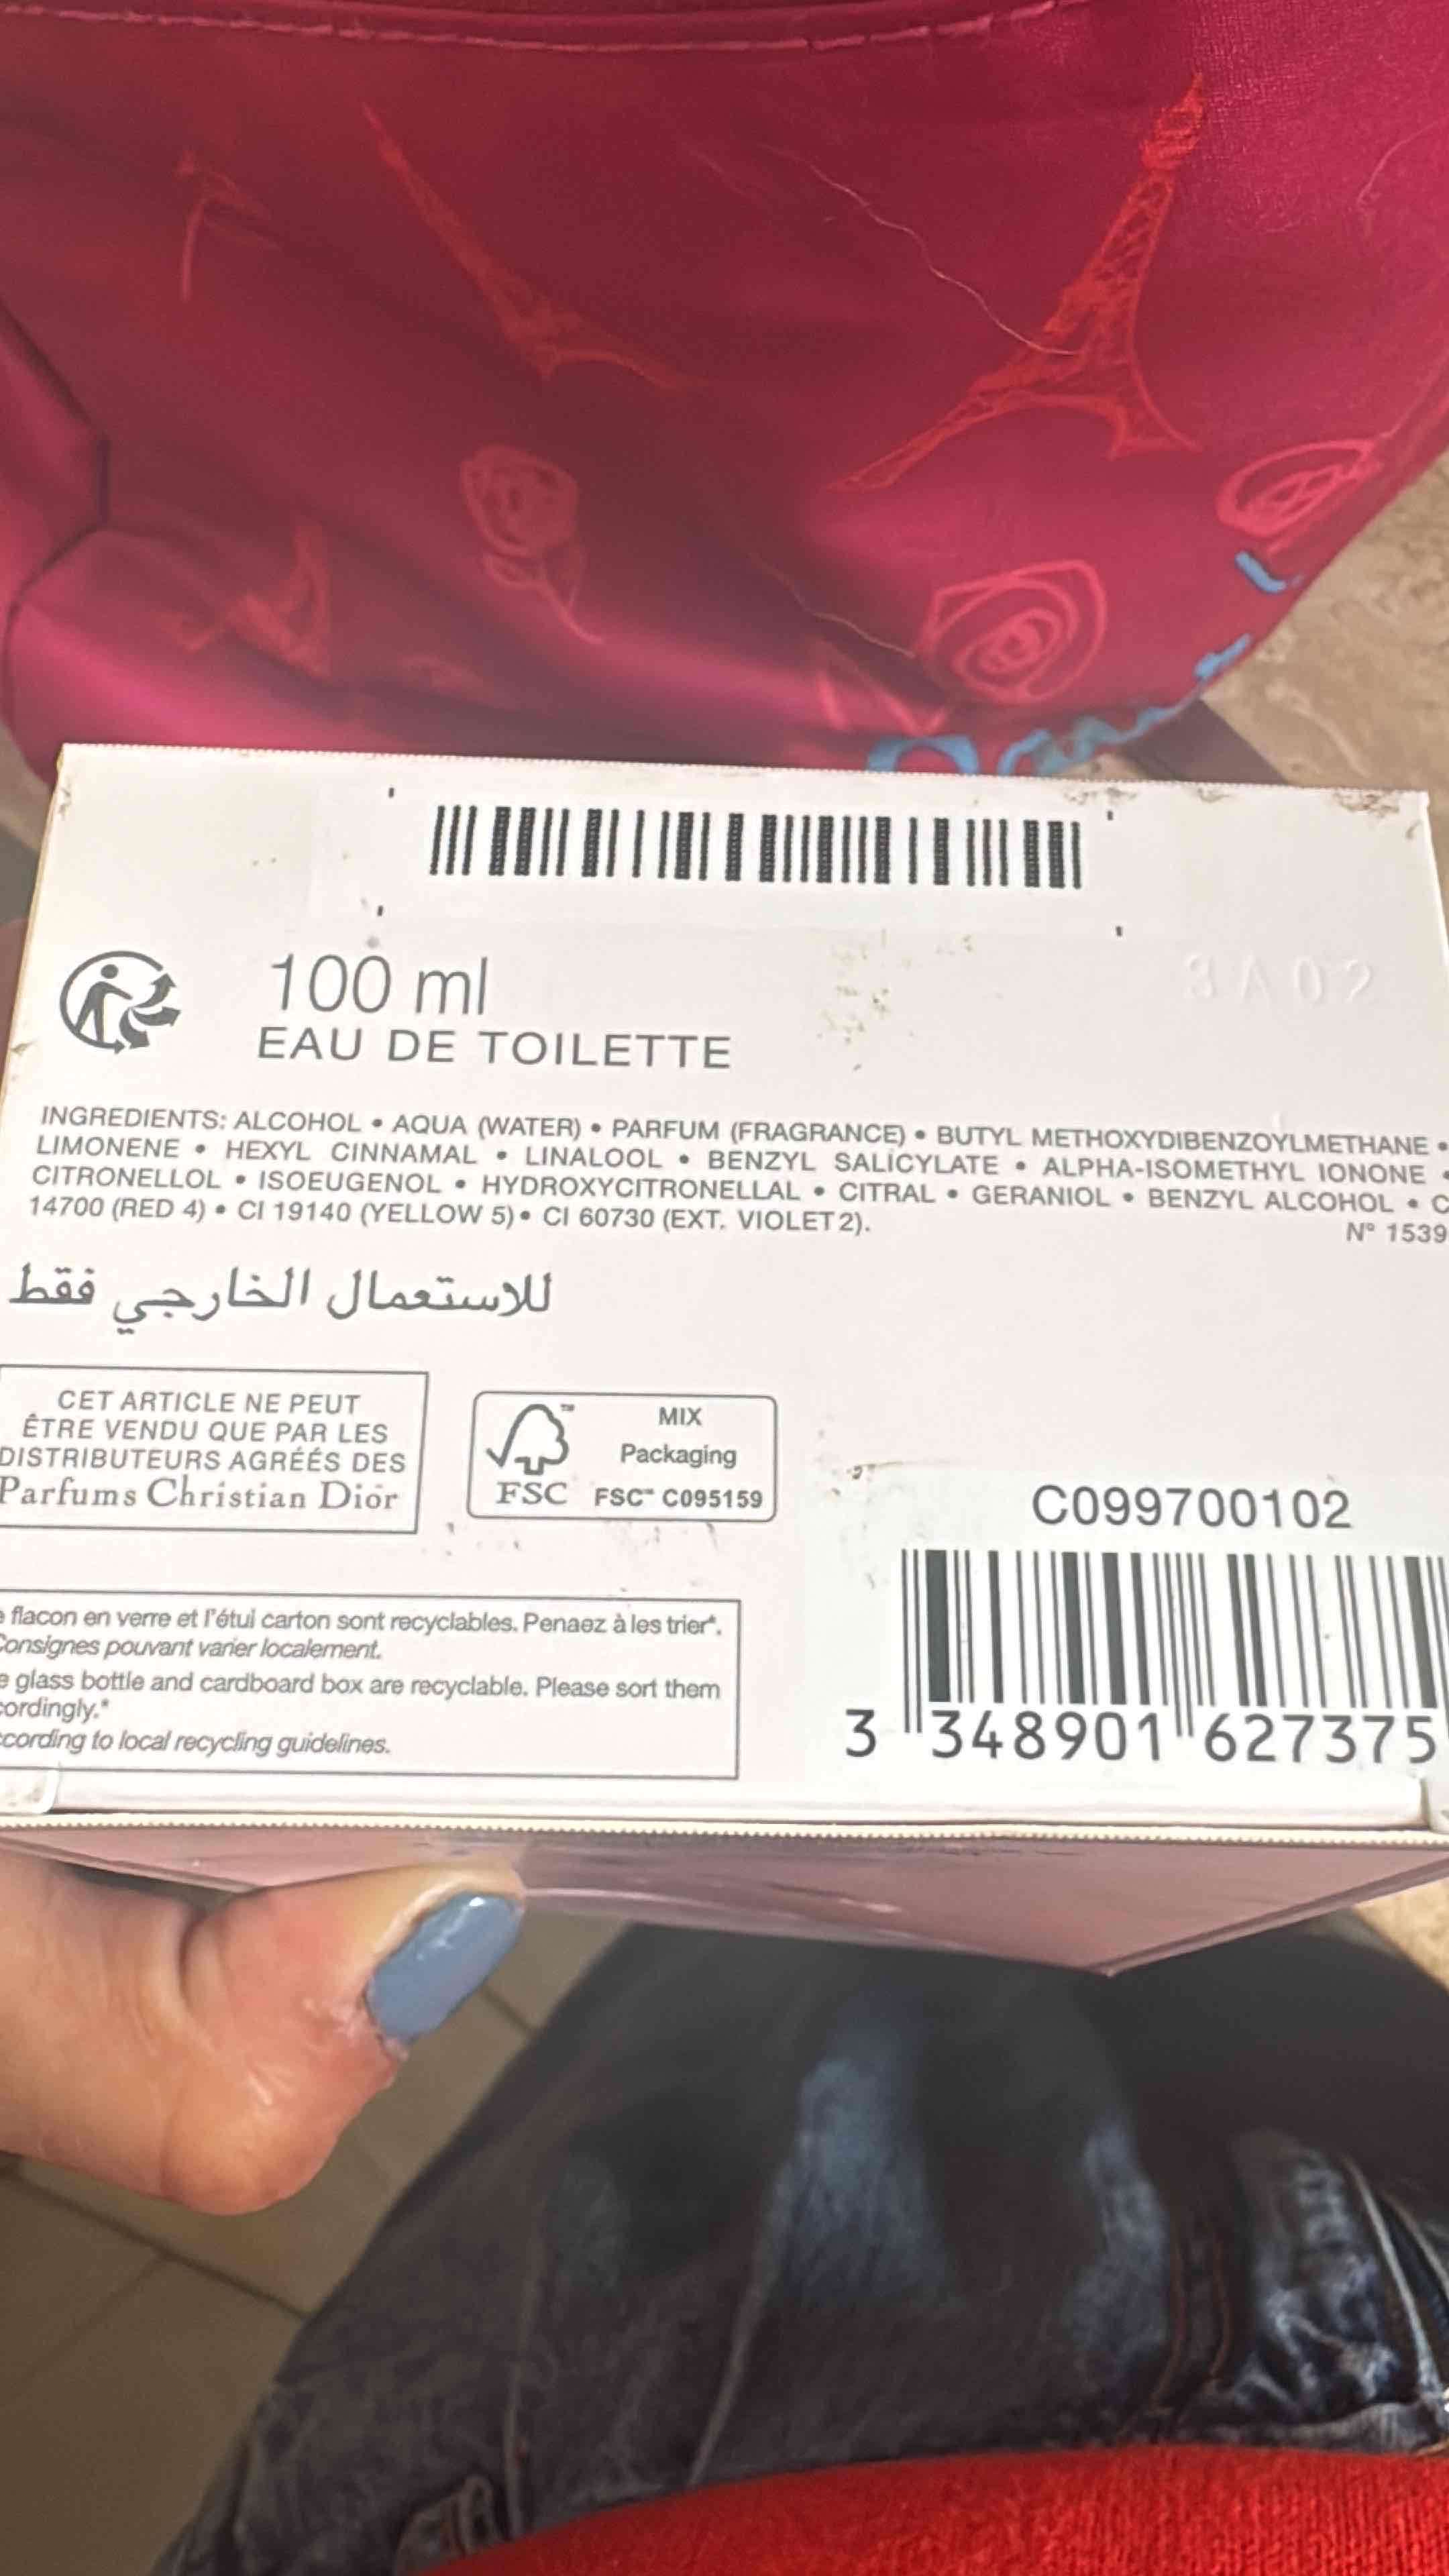 3A02
100 ml
EAU DE TOILETTE
INGREDIENTS: ALCOHOL • AQUA (WATER) • PARFUM (FRAGRANCE) • BUTYL METHOXYDIBENZOYLMETHANE •
LIMONENE • HEXYL CINNAMAL • LINALOOL • BENZYL SALICYLATE • ALPHA-ISOMETHYL IONONE •
CITRONELLOL • ISOEUGENOL • HYDROXYCITRONELLAL • CITRAL • GERANIOL • BENZYL ALCOHOL • C
14700 (RED 4) • CI 19140 (YELLOW 5) • CI 60730 (EXT. VIOLET 2).
N° 1539
للاستعمال الخارجي فقط
CET ARTICLE NE PEUT
ÊTRE VENDU QUE PAR LES
DISTRIBUTEURS AGRÉÉS DES
Parfums Christian Dior
MIX
Packaging
FSC™ C095159
FSC
C099700102
e flacon en verre et l'étui carton sont recyclables. Pensez à les trier*.
Consignes pouvant varier localement.
e glass bottle and cardboard box are recyclable. Please sort them
cordingly.*
ccording to local recycling guidelines.
3 348901 627375